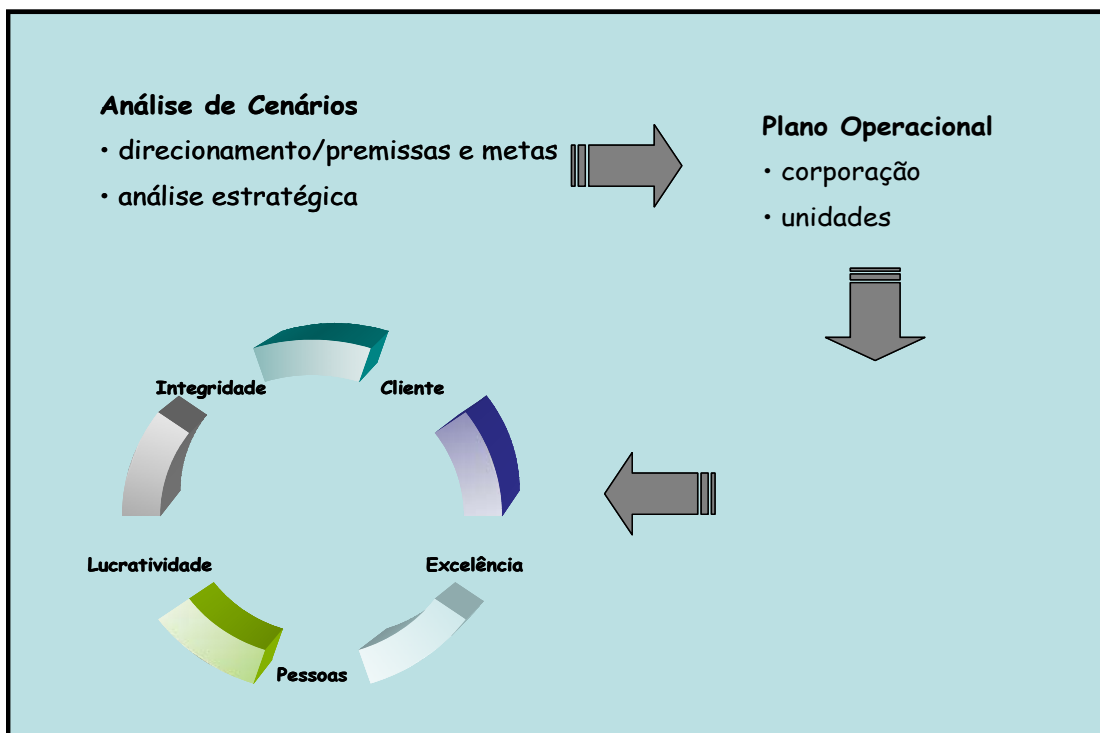 Análise de Cenários
• direcionamento/premissas e metas
• análise estratégica
Plano Operacional
• corporação
• unidades
Integridade
Cliente
Lucratividade
Excelência
Pessoas